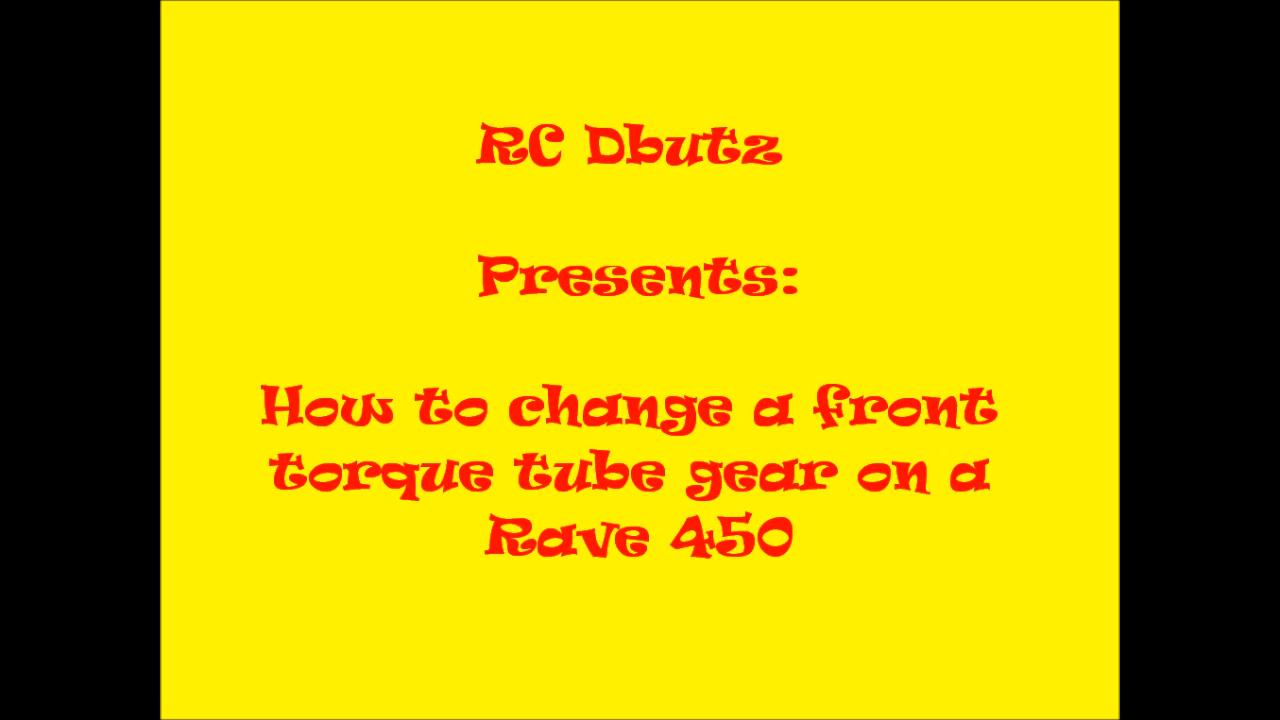 RC Dbutz
Presents:
How to change a front
torque tube gear on a
Rave 450